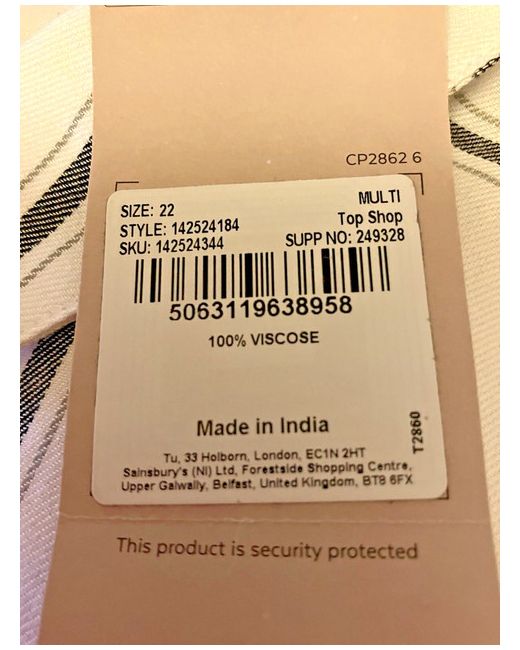 CP2862 6
SIZE: 22 MULTI
STYLE: 142524184 Top Shop
SKU: 142524344 SUPP NO: 249328
5063119638958
100% VISCOSE
Made in India
T2860
Tu, 33 Holborn, London, EC1N 2HT
Sainsbury's (NI) Ltd, Forestside Shopping Centre,
Upper Galwally, Belfast, United Kingdom, BT8 6FX
This product is security protected